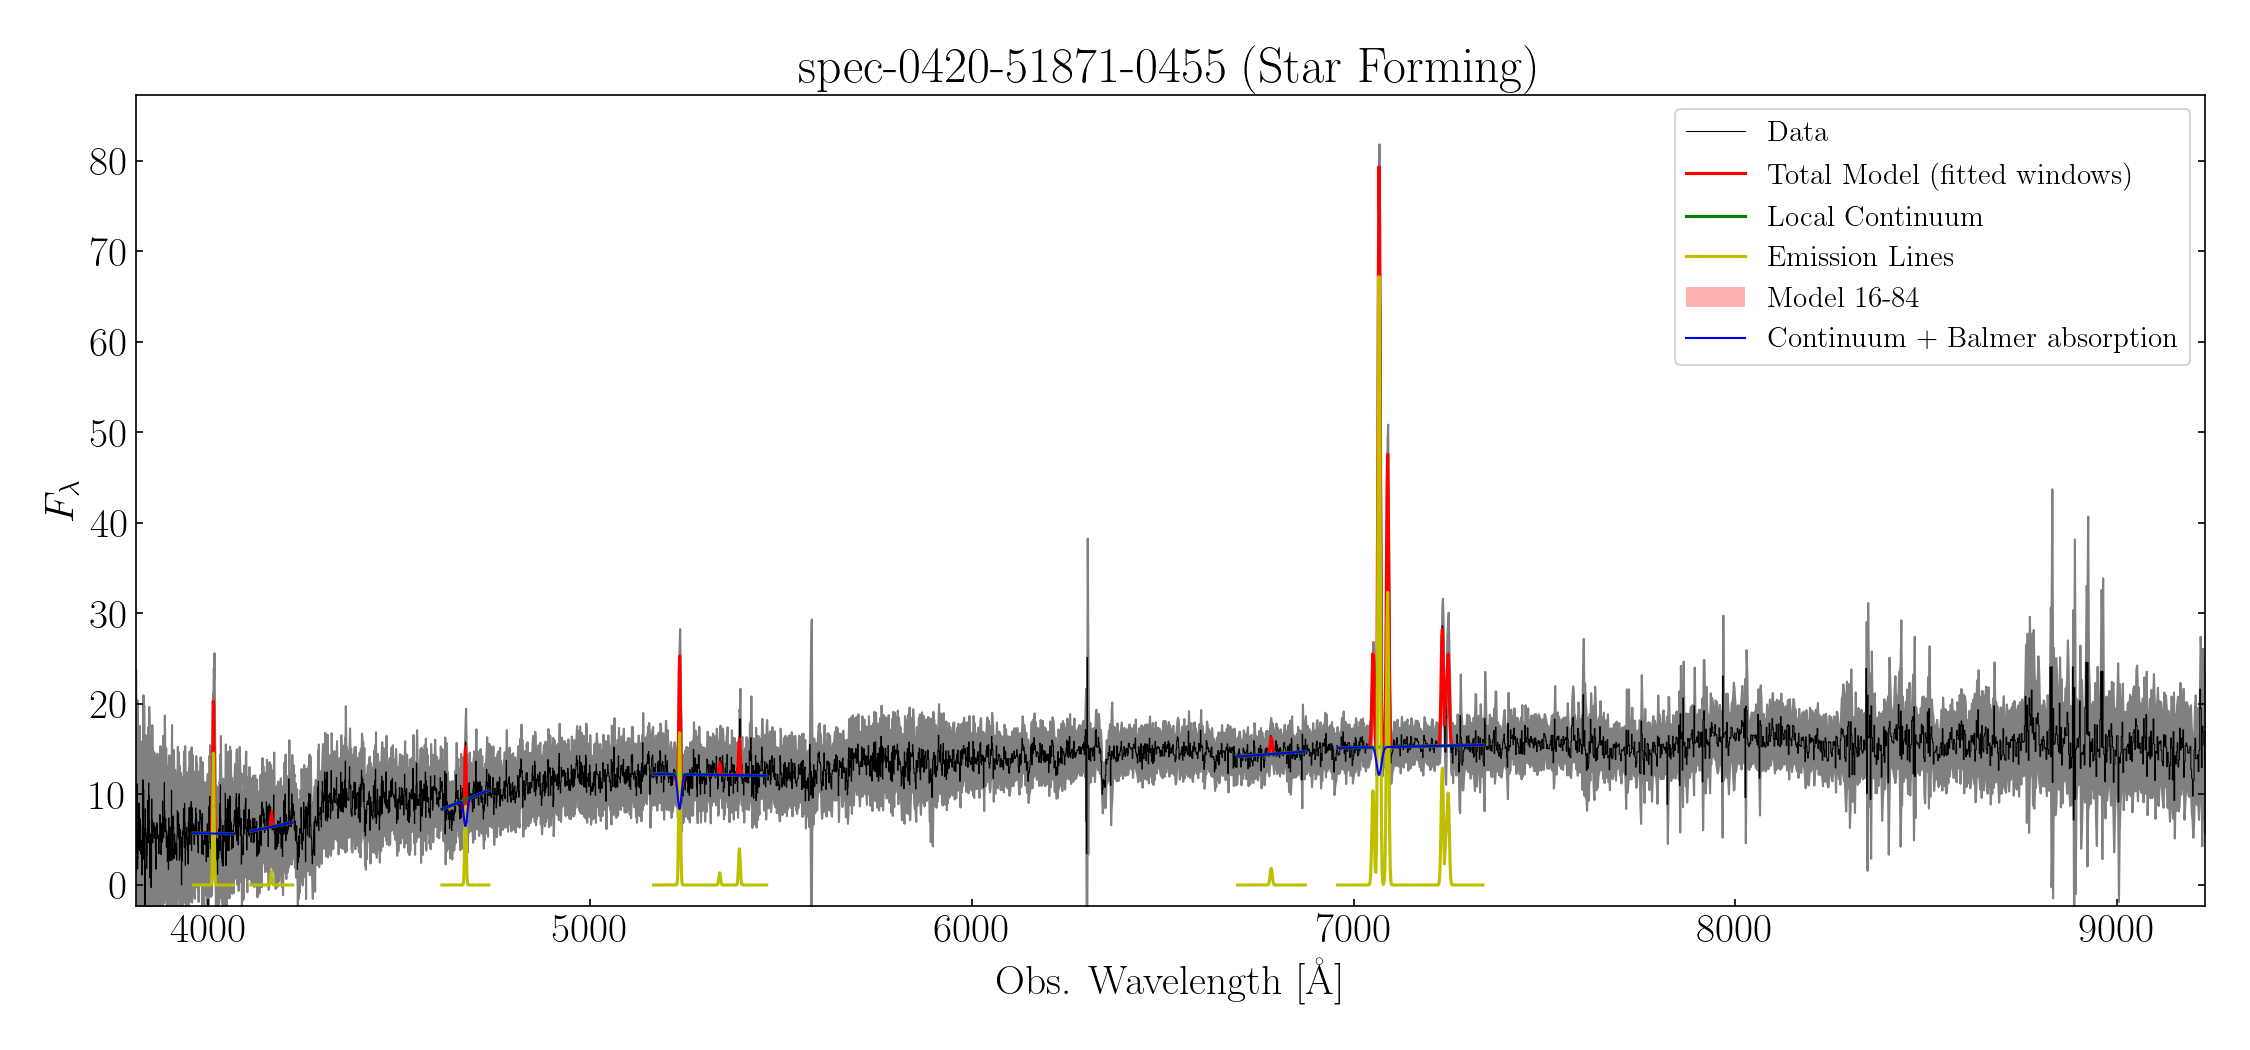 spec-0420-51871-0455 (Star Forming)
Data
Total Model (fitted windows)
Local Continuum
Emission Lines
Model 16-84
Continuum + Balmer absorption
80
70
60
50
40
30
20
10
0
Fλ
4000 5000 6000 7000 8000 9000
Obs. Wavelength [Å]